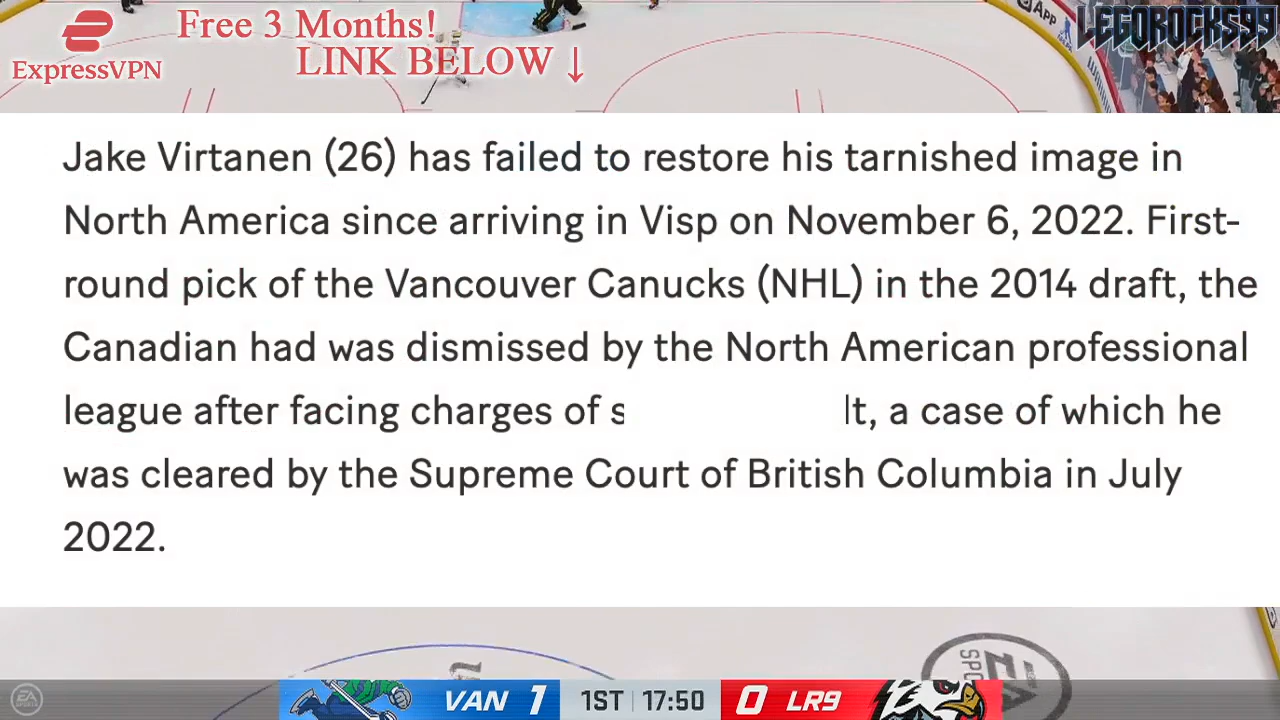 Free 3 Months!
LINK BELOW ↓
ExpressVPN
App
LEGOROCKS99
Jake Virtanen (26) has failed to restore his tarnished image in
North America since arriving in Visp on November 6, 2022. First-
round pick of the Vancouver Canucks (NHL) in the 2014 draft, the
Canadian had was dismissed by the North American professional
league after facing charges of s lt, a case of which he
was cleared by the Supreme Court of British Columbia in July
2022.
EA
VAN 1 1ST 17:50 0 LR9